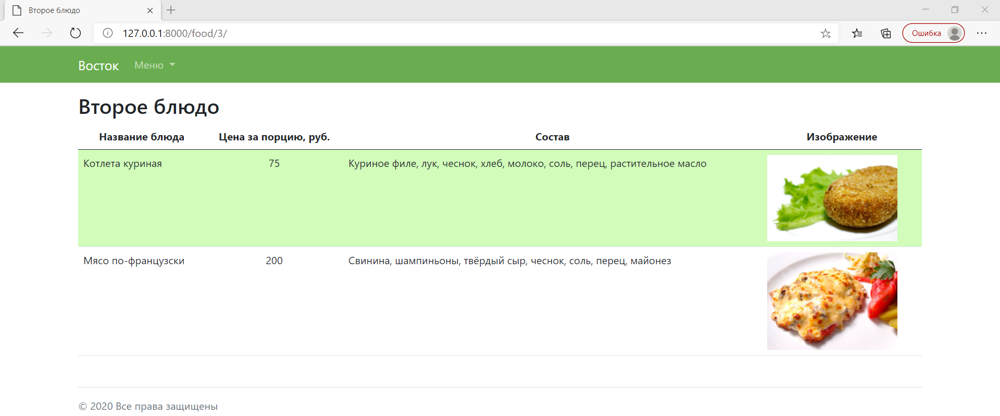 Второе блюдо
127.0.0.1:8000/food/3/
Ошибка
Восток Меню
Второе блюдо
Название блюда Цена за порцию, руб. Состав Изображение
Котлета куриная 75 Куриное филе, лук, чеснок, хлеб, молоко, соль, перец, растительное масло
Мясо по-французски 200 Свинина, шампиньоны, твёрдый сыр, чеснок, соль, перец, майонез
© 2020 Все права защищены